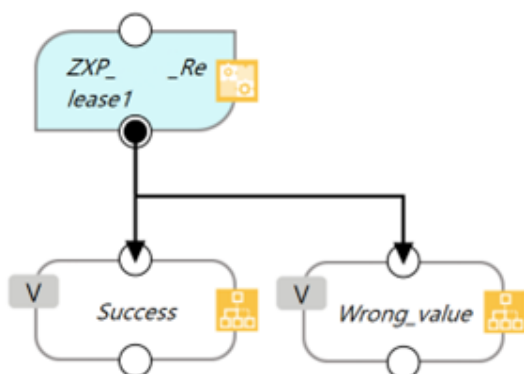 ZXP_ _Re
lease1
V
Success
V
Wrong_value